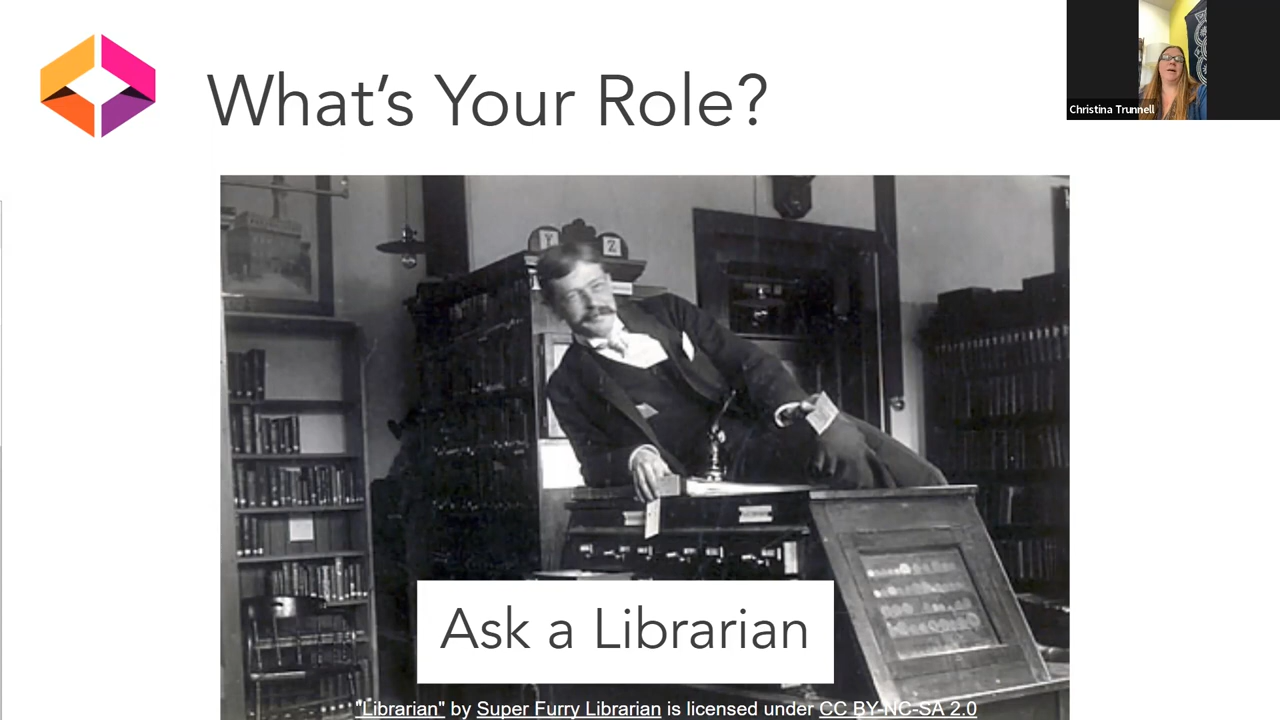 What's Your Role?
Christina Trunnell
Y Z
Ask a Librarian
"Librarian" by Super Furry Librarian is licensed under CC BY-NC-SA 2.0